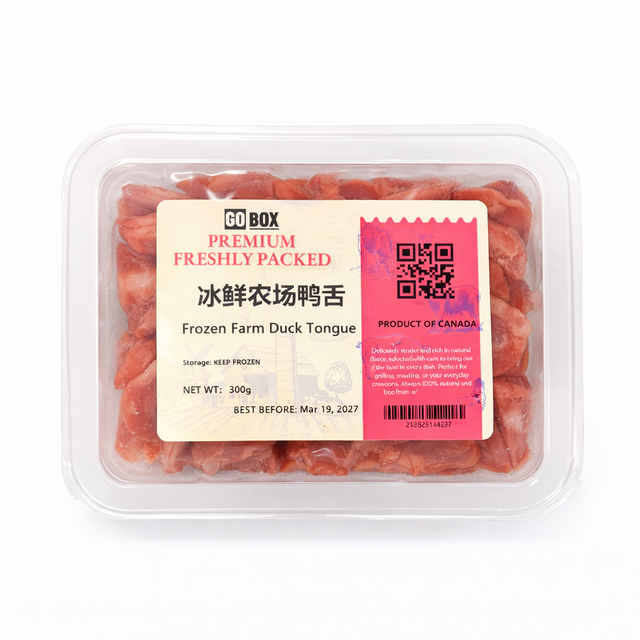 GO BOX
PREMIUM
FRESHLY PACKED
冰鲜农场鸭舌
Frozen Farm Duck Tongue
Storage: KEEP FROZEN
NET WT: 300g
BEST BEFORE: Mar 19, 2027
PRODUCT OF CANADA
Delicately tender and rich in natural
flavor, selected with care to bring out
the best in every dish. Perfect for
grilling, roasting, or your everyday
creations. Always 100% natural and
free from